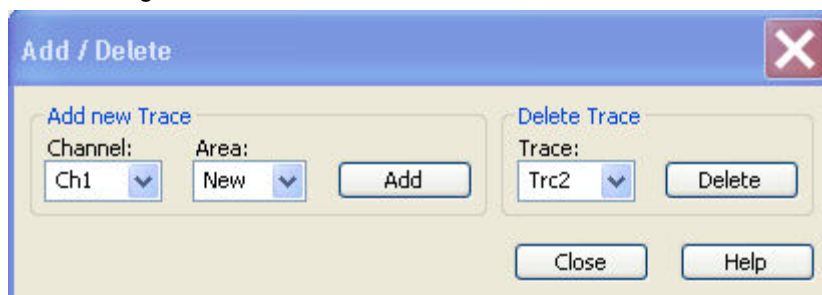 Add / Delete
Add new Trace
Channel: Area:
Ch1 New Add
Delete Trace
Trace:
Trc2 Delete
Close Help